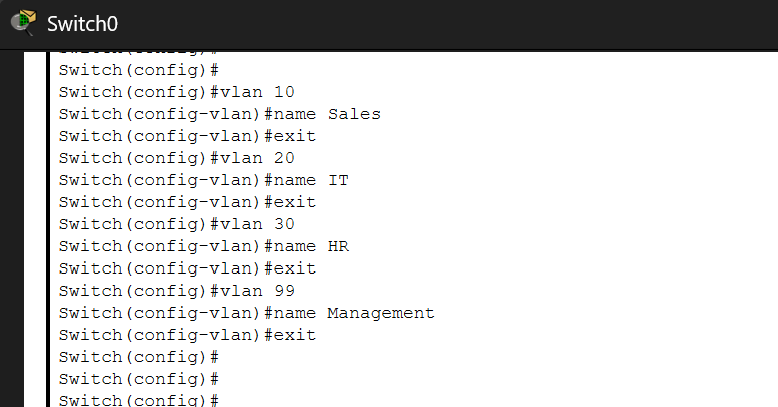 Switch0
Switch(config)#
Switch(config)#
Switch(config)#vlan 10
Switch(config-vlan)#name Sales
Switch(config-vlan)#exit
Switch(config)#vlan 20
Switch(config-vlan)#name IT
Switch(config-vlan)#exit
Switch(config)#vlan 30
Switch(config-vlan)#name HR
Switch(config-vlan)#exit
Switch(config)#vlan 99
Switch(config-vlan)#name Management
Switch(config-vlan)#exit
Switch(config)#
Switch(config)#
Switch(config)#